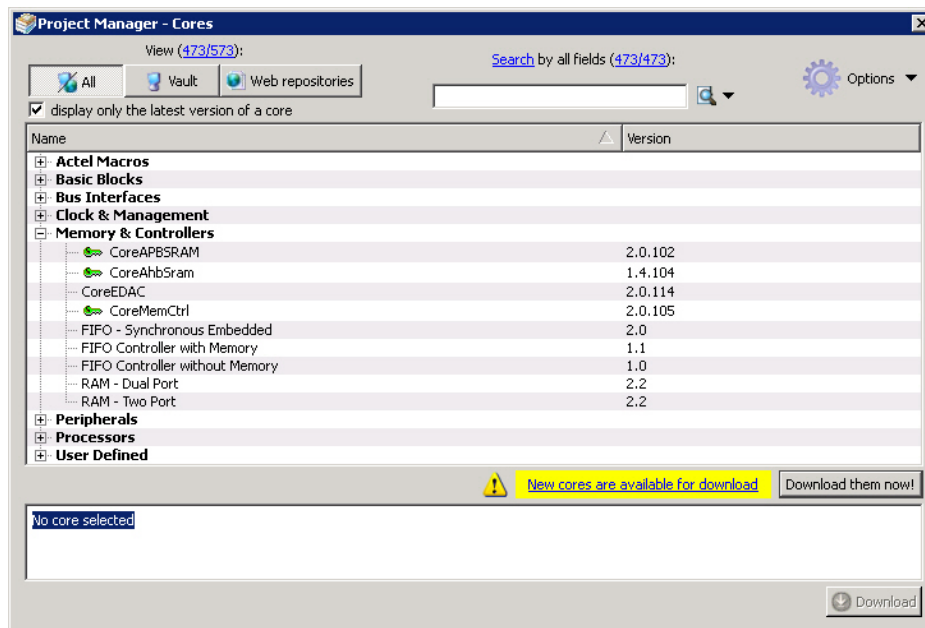 Project Manager - Cores
View (473/573):
Search by all fields (473/473):
All
Vault
Web repositories
Options
display only the latest version of a core
Name
Version
Actel Macros
Basic Blocks
Bus Interfaces
Clock & Management
Memory & Controllers
CoreAPBSRAM 2.0.102
CoreAhbSram 1.4.104
CoreEDAC 2.0.114
CoreMemCtrl 2.0.105
FIFO - Synchronous Embedded 2.0
FIFO Controller with Memory 1.1
FIFO Controller without Memory 1.0
RAM - Dual Port 2.2
RAM - Two Port 2.2
Peripherals
Processors
User Defined
New cores are available for download
Download them now!
No core selected
Download